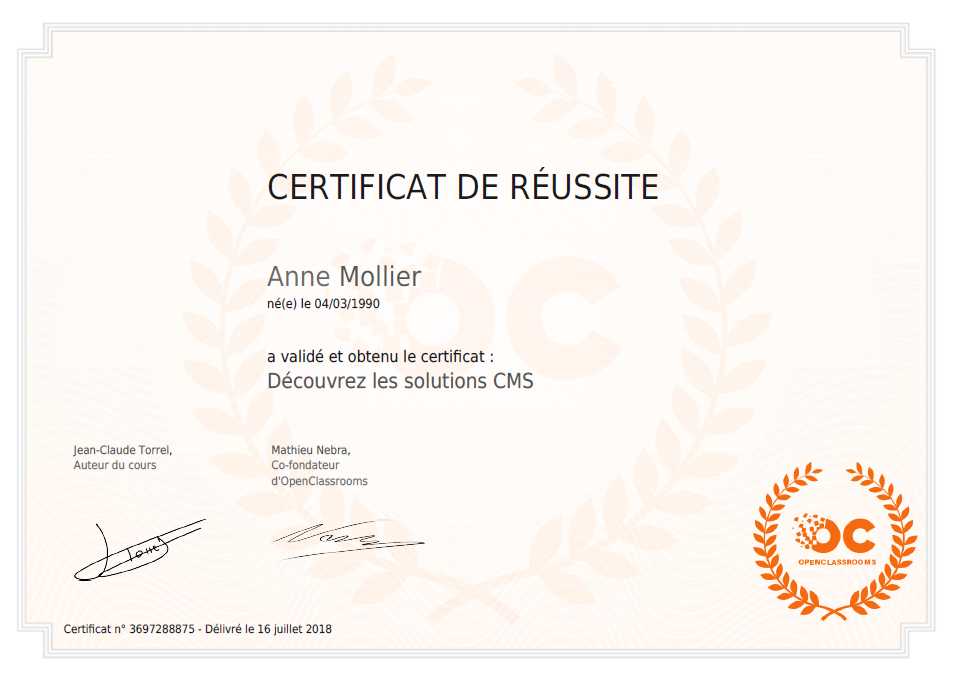 CERTIFICAT DE RÉUSSITE
Anne Mollier
né(e) le 04/03/1990
a validé et obtenu le certificat :
Découvrez les solutions CMS
Jean-Claude Torrel,
Auteur du cours
Mathieu Nebra,
Co-fondateur
d'OpenClassrooms
OC
OPENCLASSROOMS
Certificat n° 3697288875 - Délivré le 16 juillet 2018